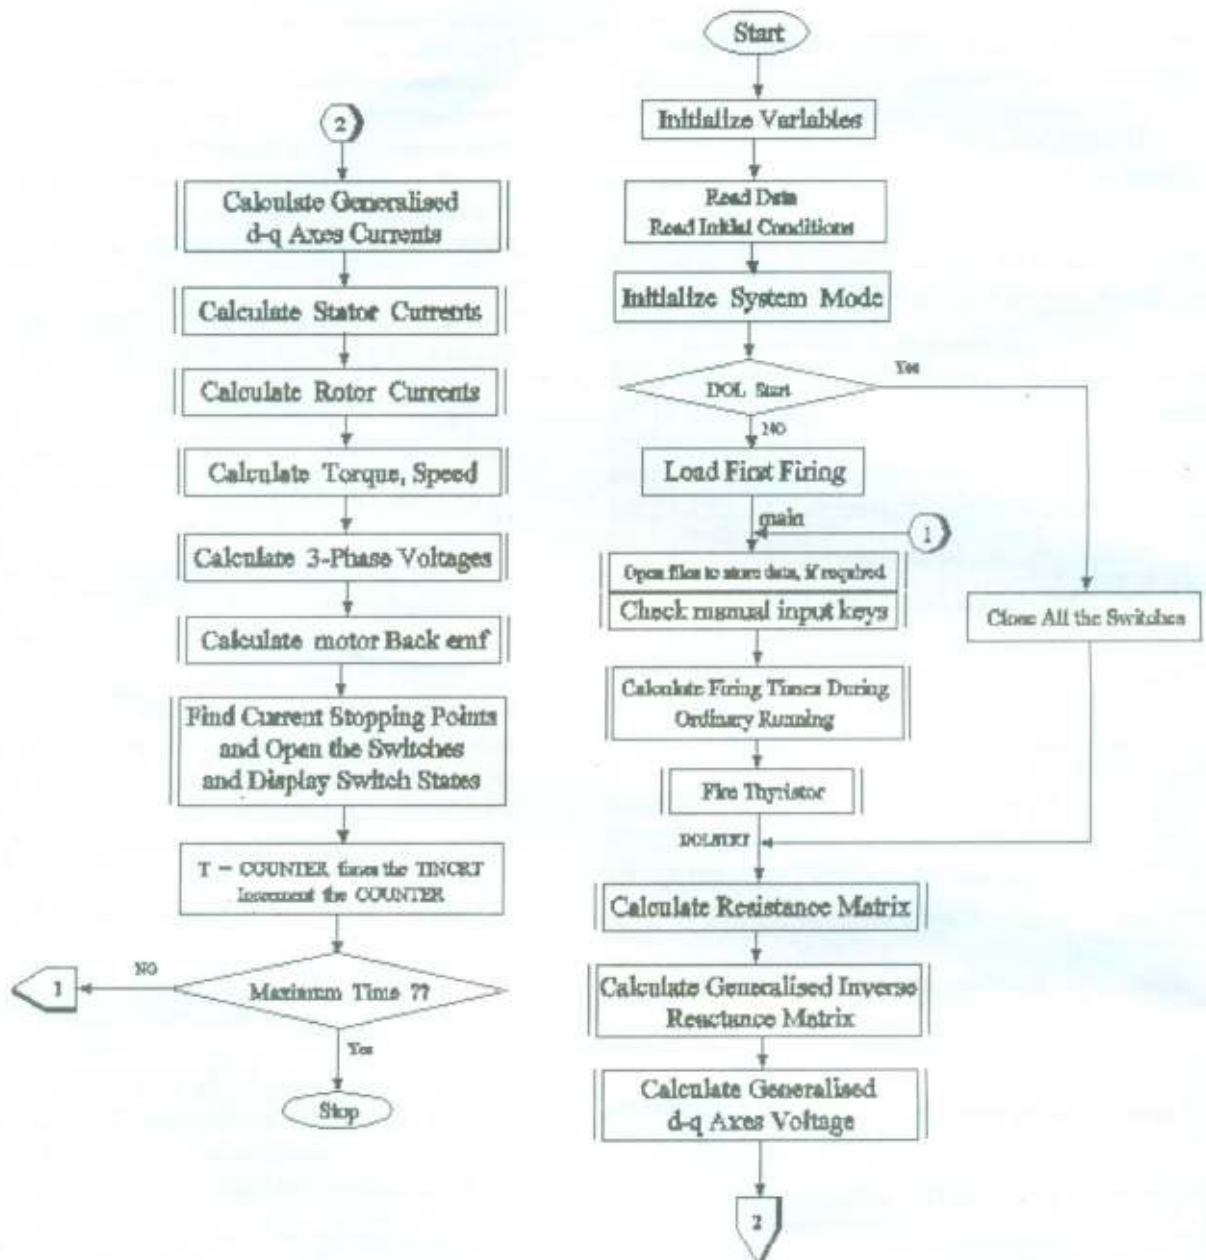 Start
Initialize Variables
Read Data
Read Initial Conditions
Initialize System Mode
DOL Start
Yes
NO
Load First Firing
main
1
Open files to store data, if required
Check manual input keys
Close All the Switches
Calculate Firing Times During
Ordinary Running
Fire Thyristor
DOLSTRT
Calculate Resistance Matrix
Calculate Generalised Inverse
Reactance Matrix
Calculate Generalised
d-q Axes Voltage
2
2
Calculate Generalised
d-q Axes Currents
Calculate Stator Currents
Calculate Rotor Currents
Calculate Torque, Speed
Calculate 3-Phase Voltages
Calculate motor Back emf
Find Current Stopping Points
and Open the Switches
and Display Switch States
T = COUNTER times the TINCRT
Increment the COUNTER
NO
1
Maximum Time ??
Yes
Stop